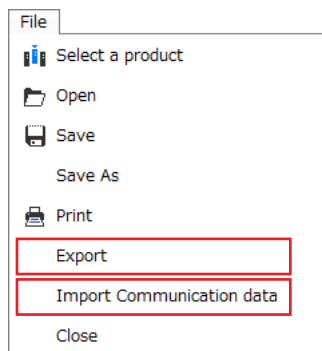 File
Select a product
Open
Save
Save As
Print
Export
Import Communication data
Close